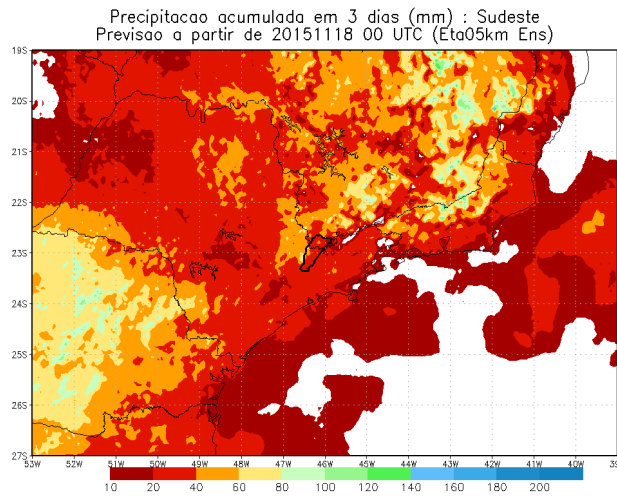 Precipitacao acumulada em 3 dias (mm) : Sudeste
Previsao a partir de 20151118 00 UTC (Eta05km Ens)
19S
20S
21S
22S
23S
24S
25S
26S
27S
53W 52W 51W 50W 49W 48W 47W 46W 45W 44W 43W 42W 41W 40W 39W
10 20 40 60 80 100 120 140 160 180 200